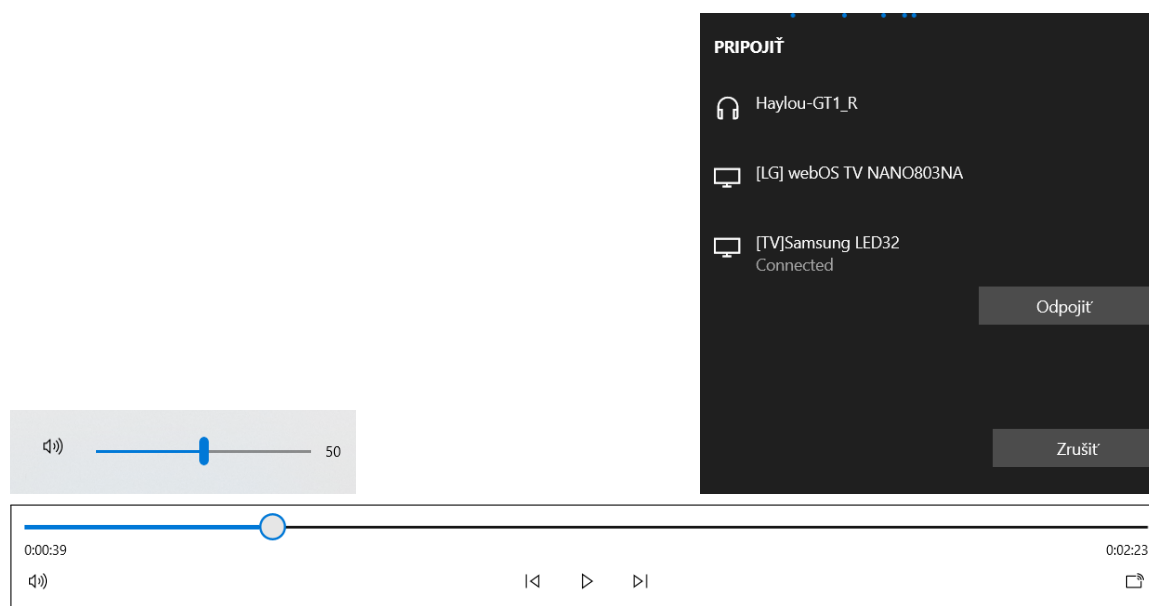 PRIPOJIŤ
Haylou-GT1_R
[LG] webOS TV NANO803NA
[TV]Samsung LED32
Connected
Odpojiť
Zrušiť
50
0:00:39
0:02:23